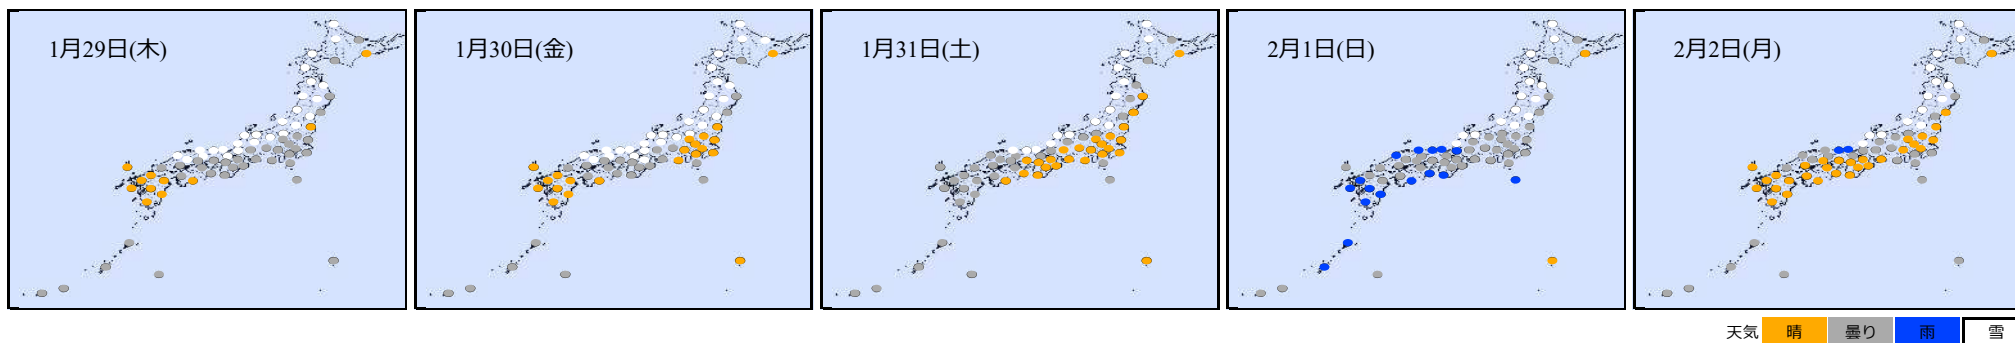 1月29日(木)
1月30日(金)
1月31日(土)
2月1日(日)
2月2日(月)
天気 晴 曇り 雨 雪